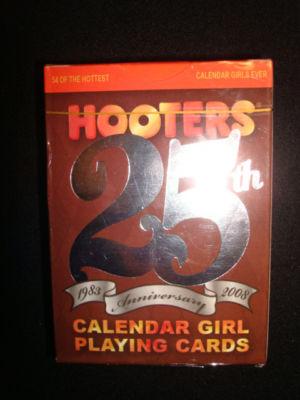 54 OF THE HOTTEST CALENDAR GIRLS EVER
HOOTERS
25th
1983 Anniversary 2008
CALENDAR GIRL
PLAYING CARDS